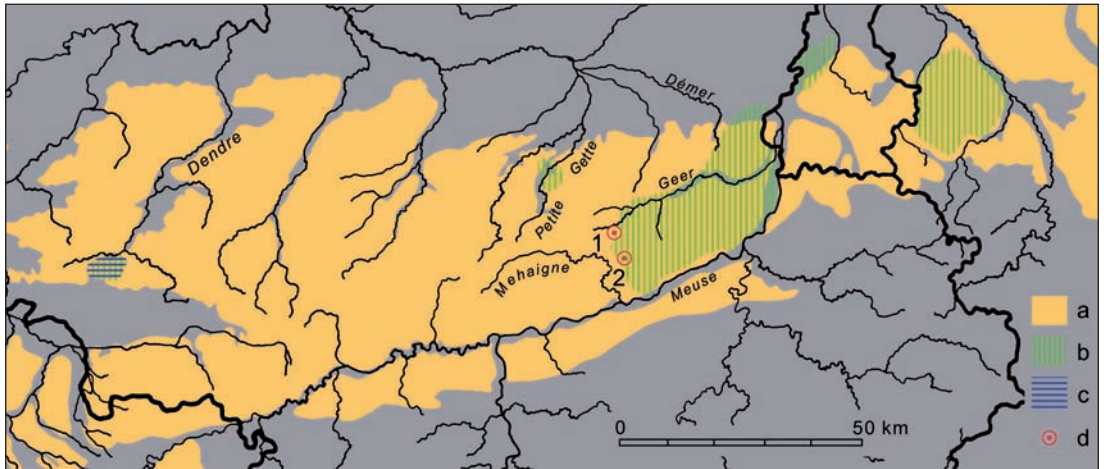 Démer
Dendre
Gette
Petite
Geer
1
2
Mehaigne
Meuse
a
b
c
d
0
50 km